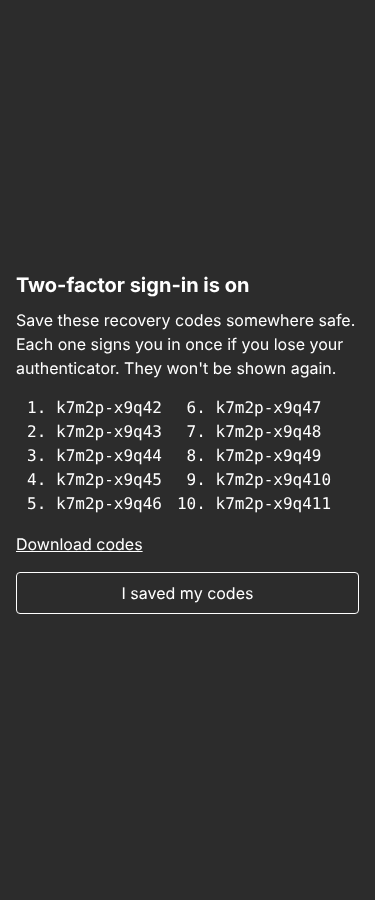 Two-factor sign-in is on
Save these recovery codes somewhere safe.
Each one signs you in once if you lose your
authenticator. They won't be shown again.
1. k7m2p-x9q42
2. k7m2p-x9q43
3. k7m2p-x9q44
4. k7m2p-x9q45
5. k7m2p-x9q46
6. k7m2p-x9q47
7. k7m2p-x9q48
8. k7m2p-x9q49
9. k7m2p-x9q410
10. k7m2p-x9q411
Download codes
I saved my codes